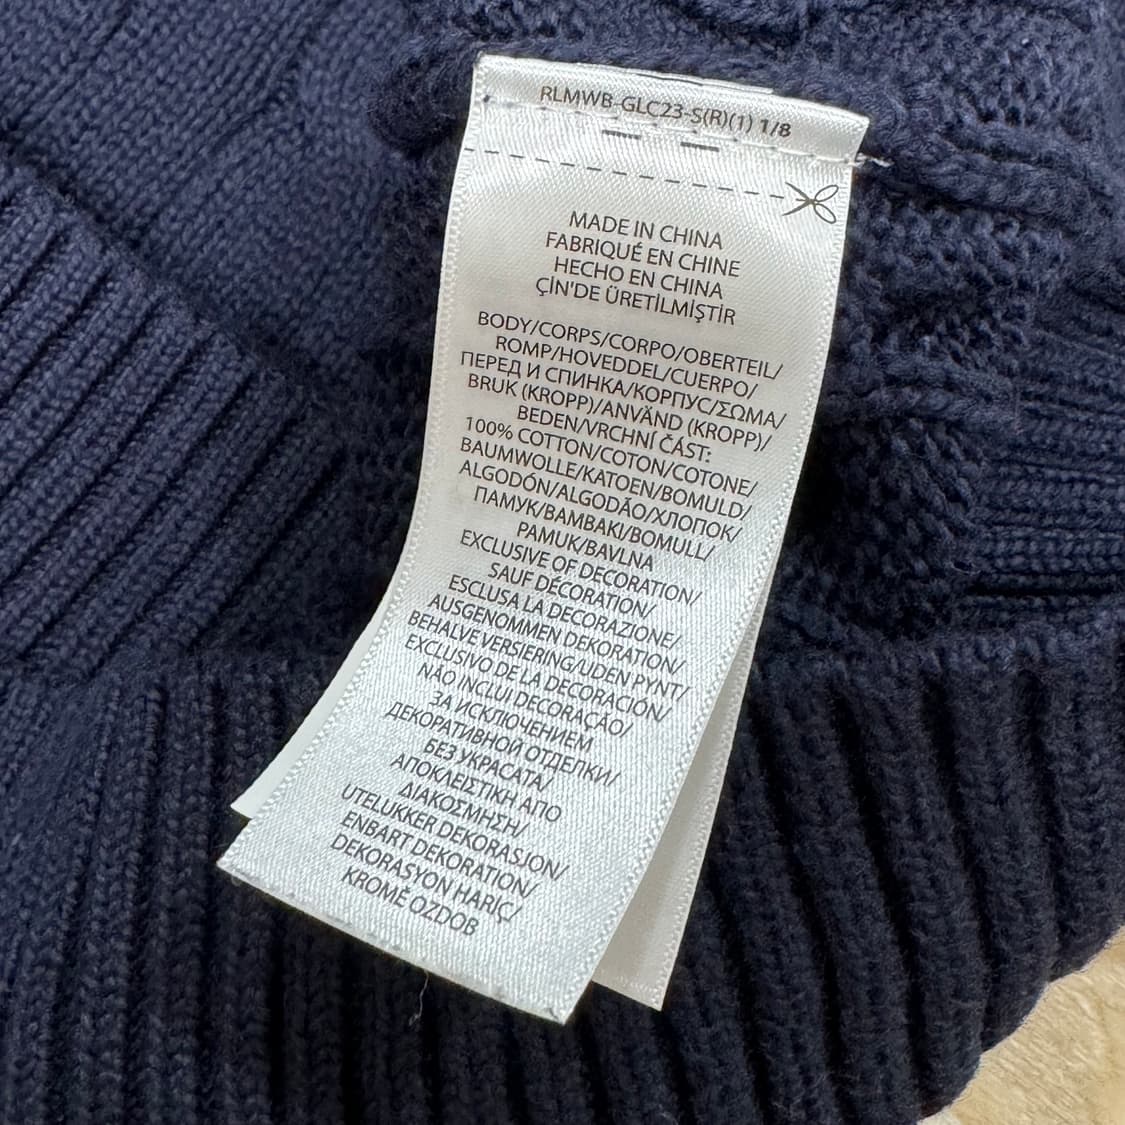 RLMWB-GLC23-S(R)(1) 1/8
MADE IN CHINA
FABRIQUÉ EN CHINE
HECHO EN CHINA
ÇİN'DE ÜRETİLMİŞTİR
BODY/CORPS/CORPO/OBERTEIL/
ROMP/HOVEDDEL/CUERPO/
ПЕРЕД И СПИНКА/КОРПУС/ΣΩΜΑ/
BRUK (KROPP)/ANVÄND (KROPP)/
BEDEN/VRCHNÍ ČÁST:
100% COTTON/COTON/COTONE/
BAUMWOLLE/KATOEN/BOMULD/
ALGODÓN/ALGODÃO/ХЛОПОК/
ПАМУК/ΒΑΜΒΑΚΙ/BOMULL/
PAMUK/BAVLNA
EXCLUSIVE OF DECORATION/
SAUF DÉCORATION/
ESCLUSA LA DECORAZIONE/
AUSGENOMMEN DEKORATION/
BEHALVE VERSIERING/UDEN PYNT/
EXCLUSIVO DE LA DECORACIÓN/
NÃO INCLUI DECORAÇÃO/
ЗА ИСКЛЮЧЕНИЕМ
ДЕКОРАТИВНОЙ ОТДЕЛКИ/
БЕЗ УКРАСАТА/
ΑΠΟΚΛΕΙΣΤΙΚΗ ΑΠΟ
ΔΙΑΚΟΣΜΗΣΗ/
UTELUKKER DEKORASJON/
ENBART DEKORATION/
DEKORASYON HARİÇ/
KROMĚ OZDOB